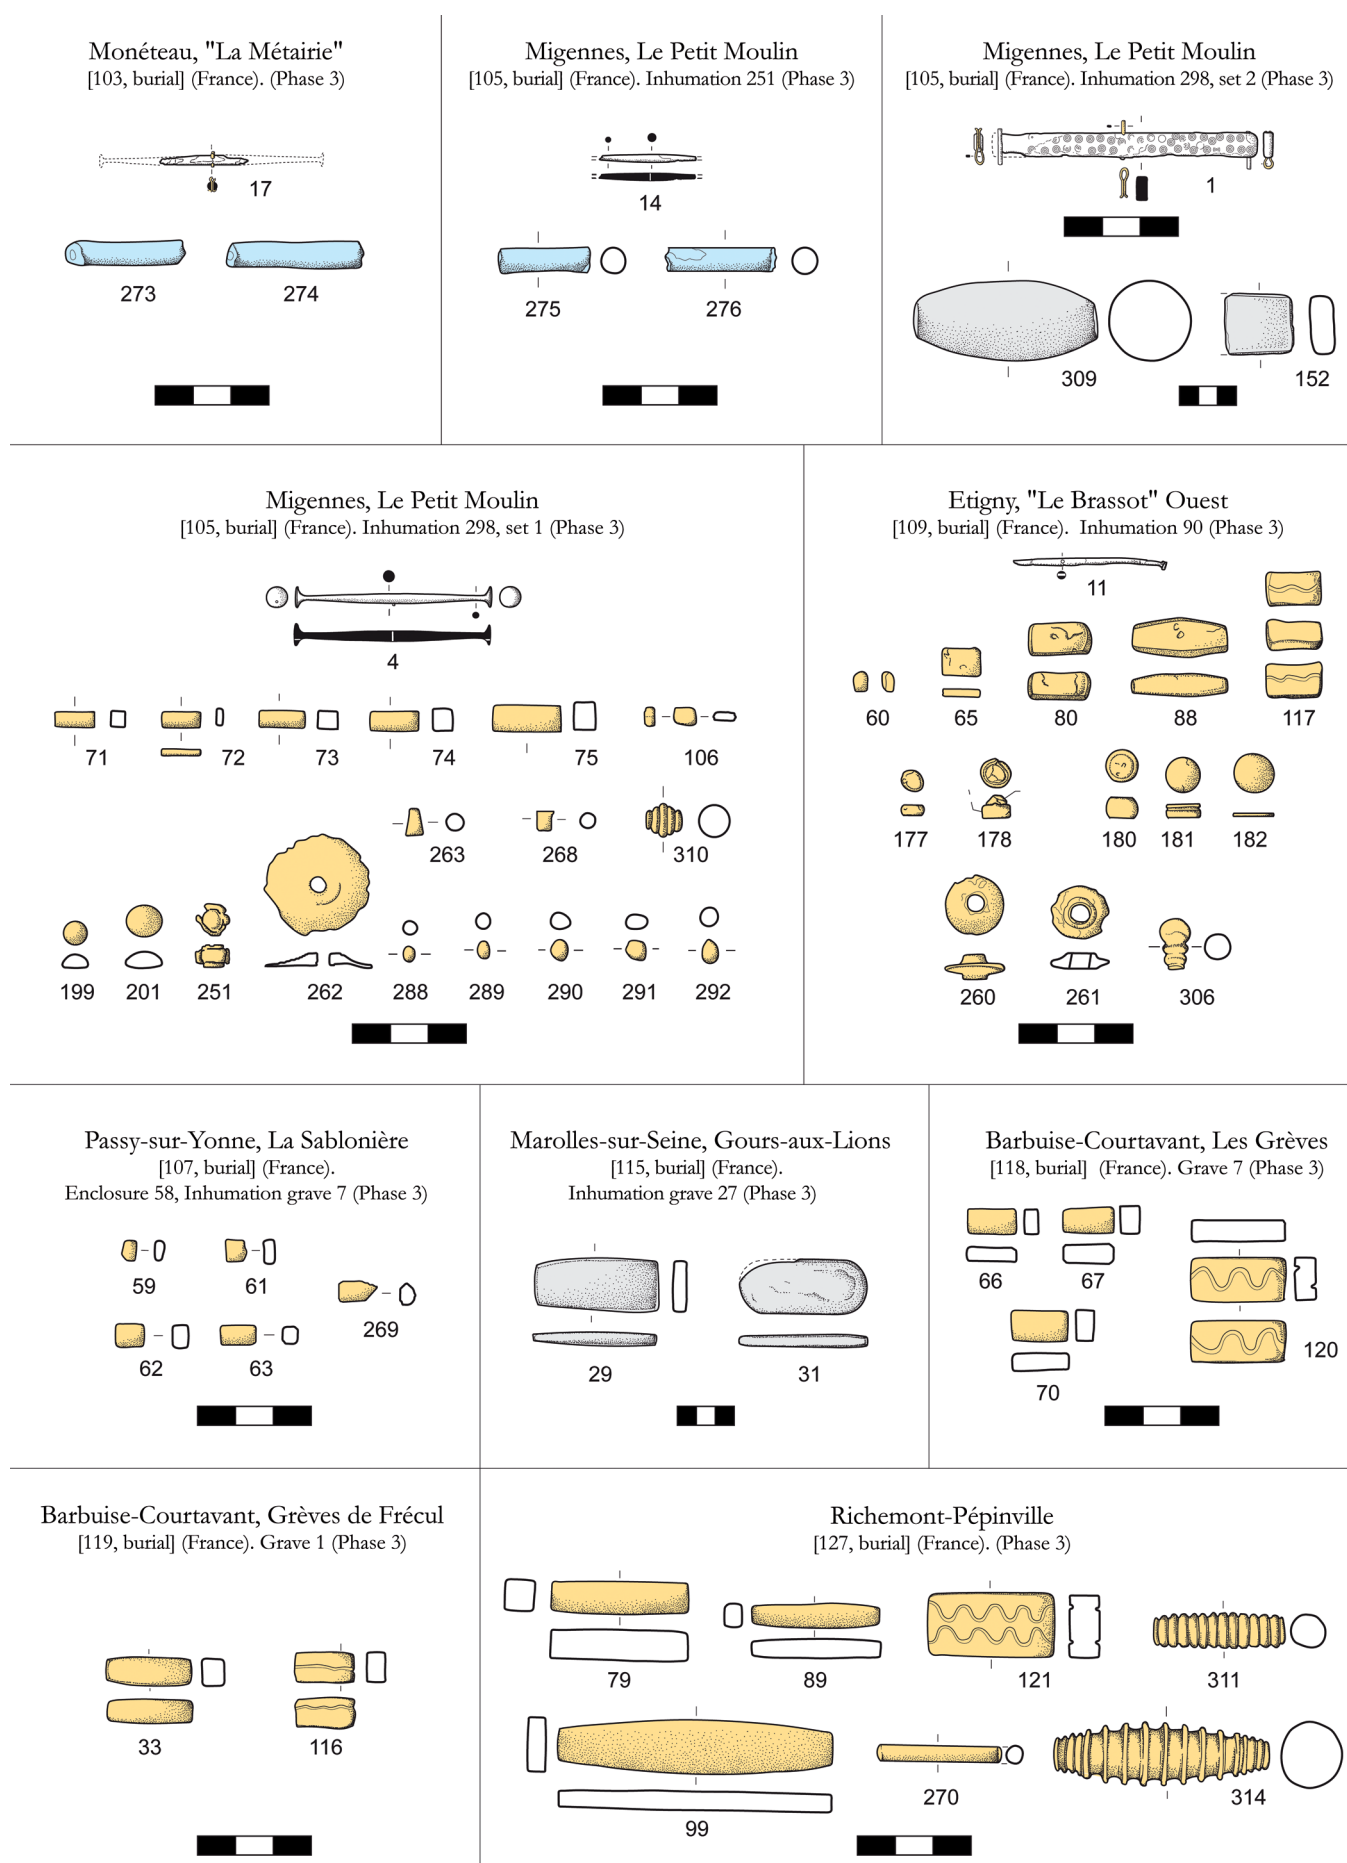 Monéteau, "La Métairie"
[103, burial] (France). (Phase 3)
17
273 274
Migennes, Le Petit Moulin
[105, burial] (France). Inhumation 251 (Phase 3)
14
275 276
Migennes, Le Petit Moulin
[105, burial] (France). Inhumation 298, set 2 (Phase 3)
1
309 152
Migennes, Le Petit Moulin
[105, burial] (France). Inhumation 298, set 1 (Phase 3)
4
71 72 73 74 75 106
263 268 310
199 201 251 262 288 289 290 291 292
Etigny, "Le Brassot" Ouest
[109, burial] (France). Inhumation 90 (Phase 3)
11
60 65 80 88 117
177 178 180 181 182
260 261 306
Passy-sur-Yonne, La Sablonière
[107, burial] (France).
Enclosure 58, Inhumation grave 7 (Phase 3)
59 61
269
62 63
Marolles-sur-Seine, Gours-aux-Lions
[115, burial] (France).
Inhumation grave 27 (Phase 3)
29 31
Barbuise-Courtavant, Les Grèves
[118, burial] (France). Grave 7 (Phase 3)
66 67
120
70
Barbuise-Courtavant, Grèves de Frécul
[119, burial] (France). Grave 1 (Phase 3)
33 116
Richemont-Pépinville
[127, burial] (France). (Phase 3)
79 89 121 311
99 270 314